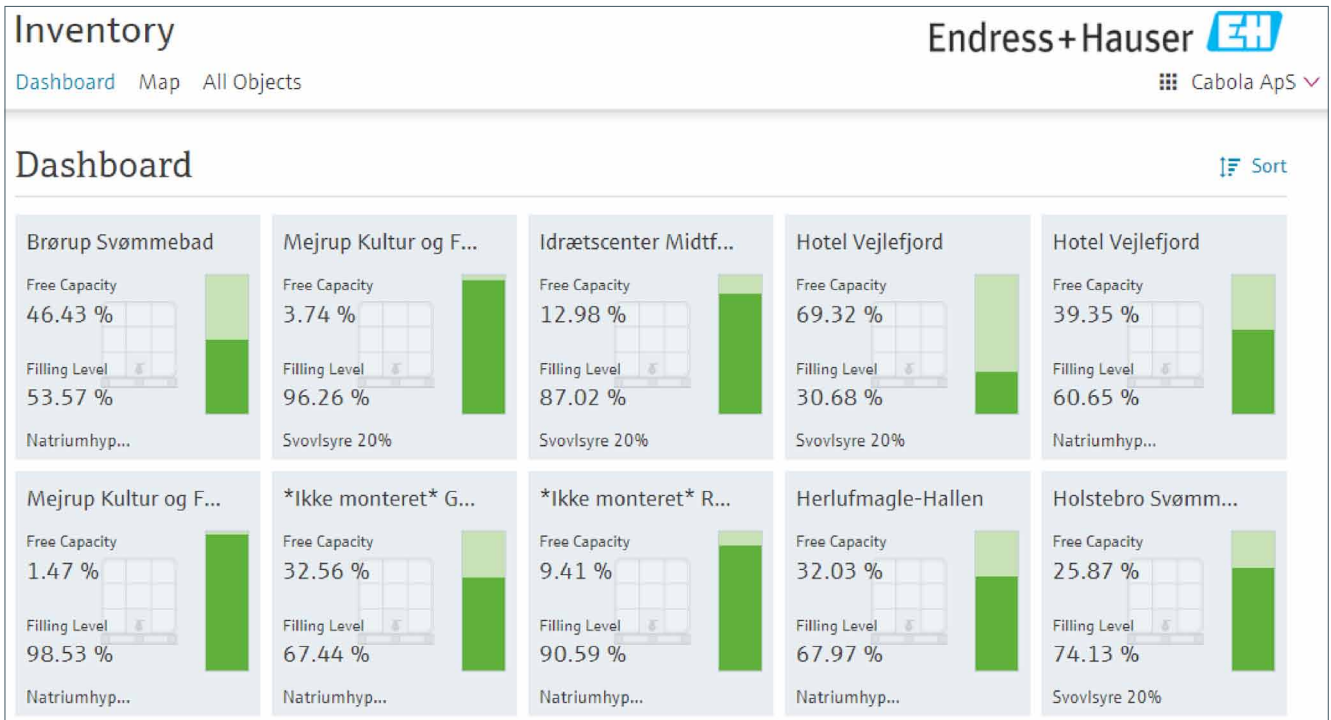 Inventory
Endress+Hauser EH
Dashboard Map All Objects
Cabola ApS
Dashboard
Sort
Brørup Svømmebad
Free Capacity
46.43 %
Filling Level
53.57 %
Natriumhyp...
Mejrup Kultur og F...
Free Capacity
3.74 %
Filling Level
96.26 %
Svovlsyre 20%
Idrætscenter Midtf...
Free Capacity
12.98 %
Filling Level
87.02 %
Svovlsyre 20%
Hotel Vejlefjord
Free Capacity
69.32 %
Filling Level
30.68 %
Svovlsyre 20%
Hotel Vejlefjord
Free Capacity
39.35 %
Filling Level
60.65 %
Natriumhyp...
Mejrup Kultur og F...
Free Capacity
1.47 %
Filling Level
98.53 %
Natriumhyp...
*Ikke monteret* G...
Free Capacity
32.56 %
Filling Level
67.44 %
Natriumhyp...
*Ikke monteret* R...
Free Capacity
9.41 %
Filling Level
90.59 %
Natriumhyp...
Herlufmagle-Hallen
Free Capacity
32.03 %
Filling Level
67.97 %
Natriumhyp...
Holstebro Svømm...
Free Capacity
25.87 %
Filling Level
74.13 %
Svovlsyre 20%